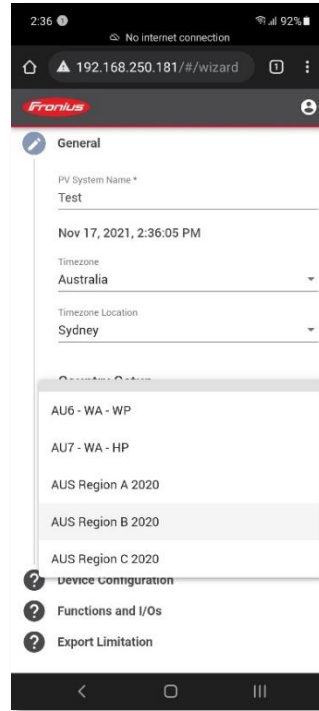 2:36
92%
No internet connection
192.168.250.181/#/wizard
1
Fronius
General
PV System Name *
Test
Nov 17, 2021, 2:36:05 PM
Timezone
Australia
Timezone Location
Sydney
Country Setup
AU6 - WA - WP
AU7 - WA - HP
AUS Region A 2020
AUS Region B 2020
AUS Region C 2020
Device Configuration
Functions and I/Os
Export Limitation